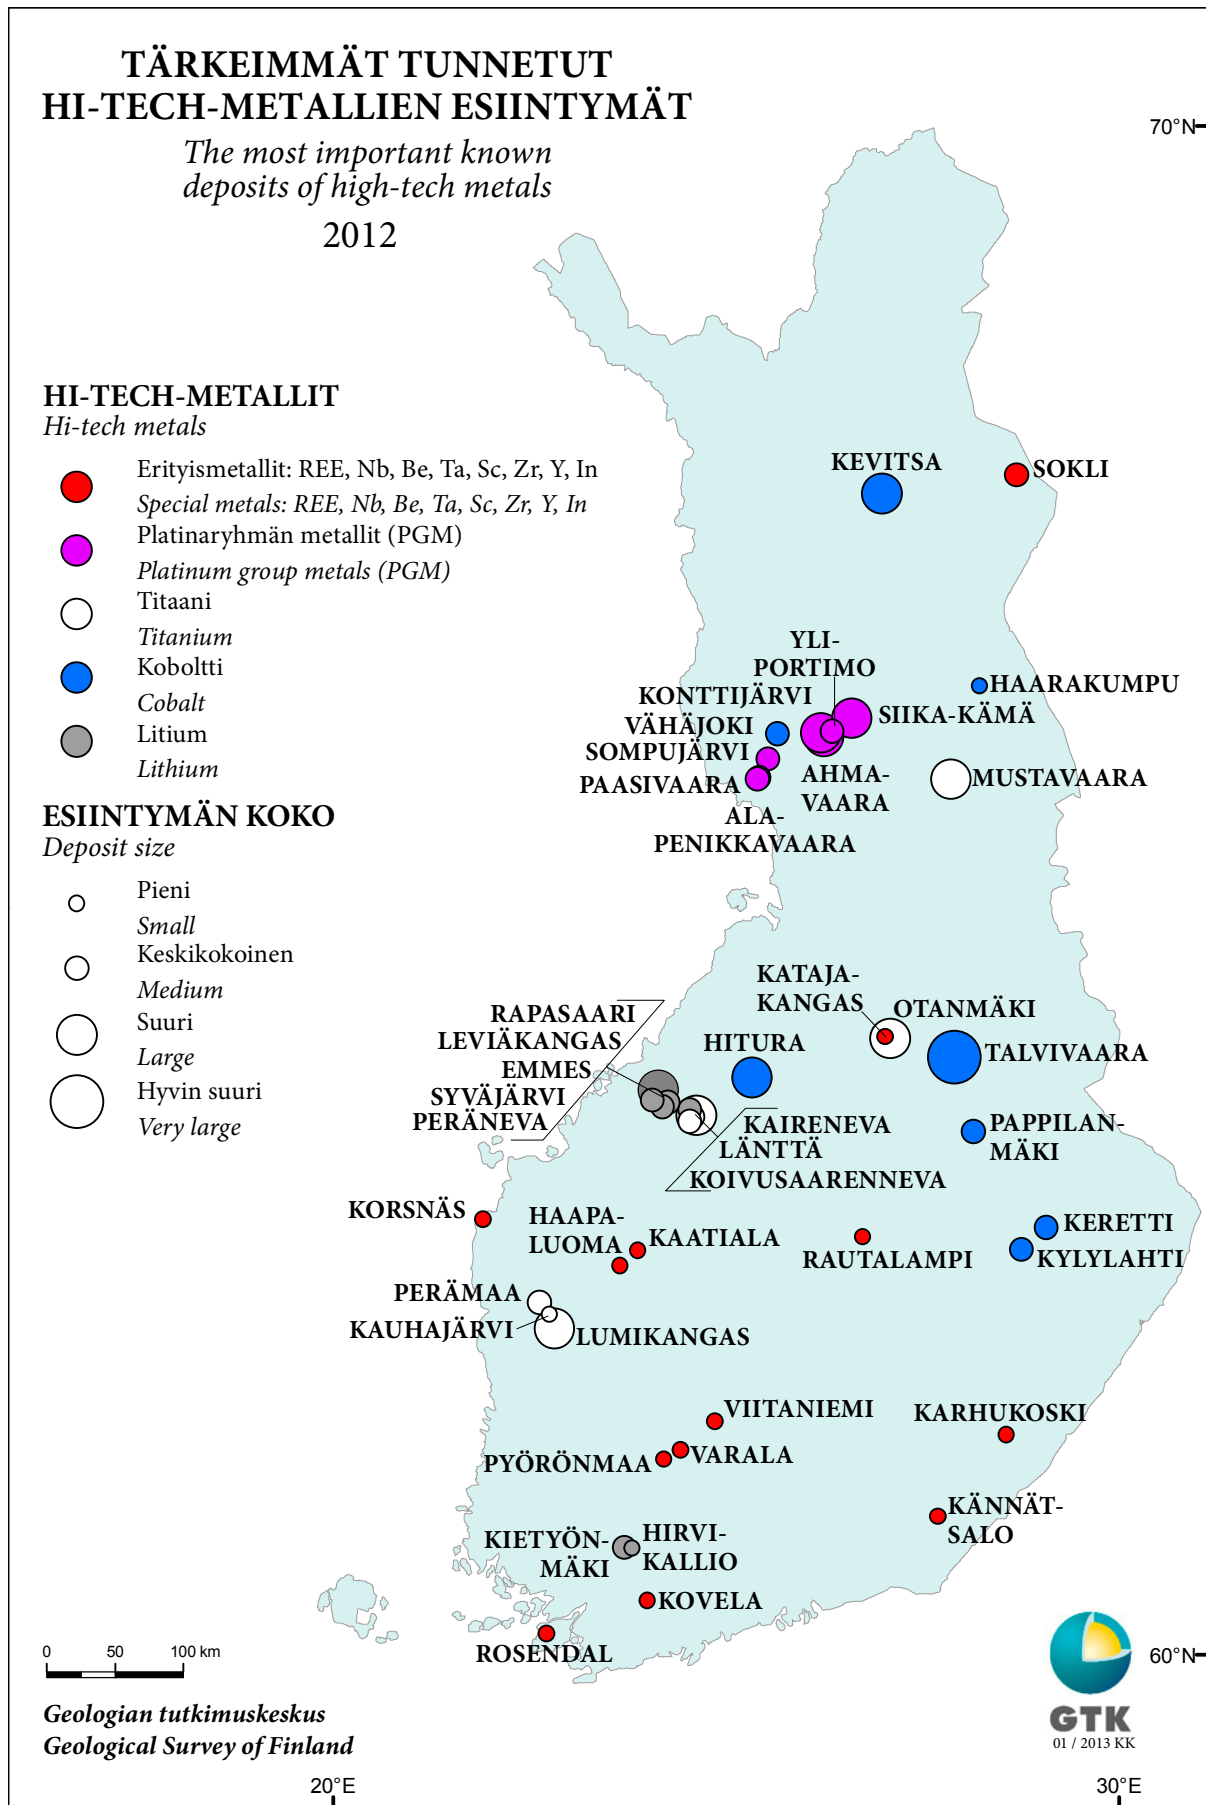 TÄRKEIMMÄT TUNNETUT
HI-TECH-METALLIEN ESIINTYMÄT
The most important known
deposits of high-tech metals
2012
70°N
HI-TECH-METALLIT
Hi-tech metals
Erityismetallit: REE, Nb, Be, Ta, Sc, Zr, Y, In
Special metals: REE, Nb, Be, Ta, Sc, Zr, Y, In
Platinaryhmän metallit (PGM)
Platinum group metals (PGM)
Titaani
Titanium
Koboltti
Cobalt
Litium
Lithium
ESIINTYMÄN KOKO
Deposit size
Pieni
Small
Keskikokoinen
Medium
Suuri
Large
Hyvin suuri
Very large
KEVITSA
SOKLI
YLI-
PORTIMO
HAARAKUMPU
KONTTIJÄRVI
SIIKA-KÄMÄ
VÄHÄJOKI
SOMPUJÄRVI
PAASIVAARA
AHMA-
VAARA
MUSTAVAARA
ALA-
PENIKKAVAARA
KATAJA-
KANGAS
OTANMÄKI
RAPASAARI
LEVIÄKANGAS
EMMES
SYVÄJÄRVI
PERÄNEVA
HITURA
TALVIVAARA
KAIRENEVA
LÄNTTÄ
KOIVUSAARENNEVA
PAPPILAN-
MÄKI
KORSNÄS
HAAPA-
LUOMA
KAATIALA
RAUTALAMPI
KERETTI
KYLYLAHTI
PERÄMAA
KAUHAJÄRVI
LUMIKANGAS
VIITANIEMI
KARHUKOSKI
PYÖRÖNMAA
VARALA
KÄNNÄT-
SALO
KIETYÖN-
MÄKI
HIRVI-
KALLIO
KOVELA
ROSENDAL
0 50 100 km
60°N
Geologian tutkimuskeskus
Geological Survey of Finland
GTK
01 / 2013 KK
20°E
30°E